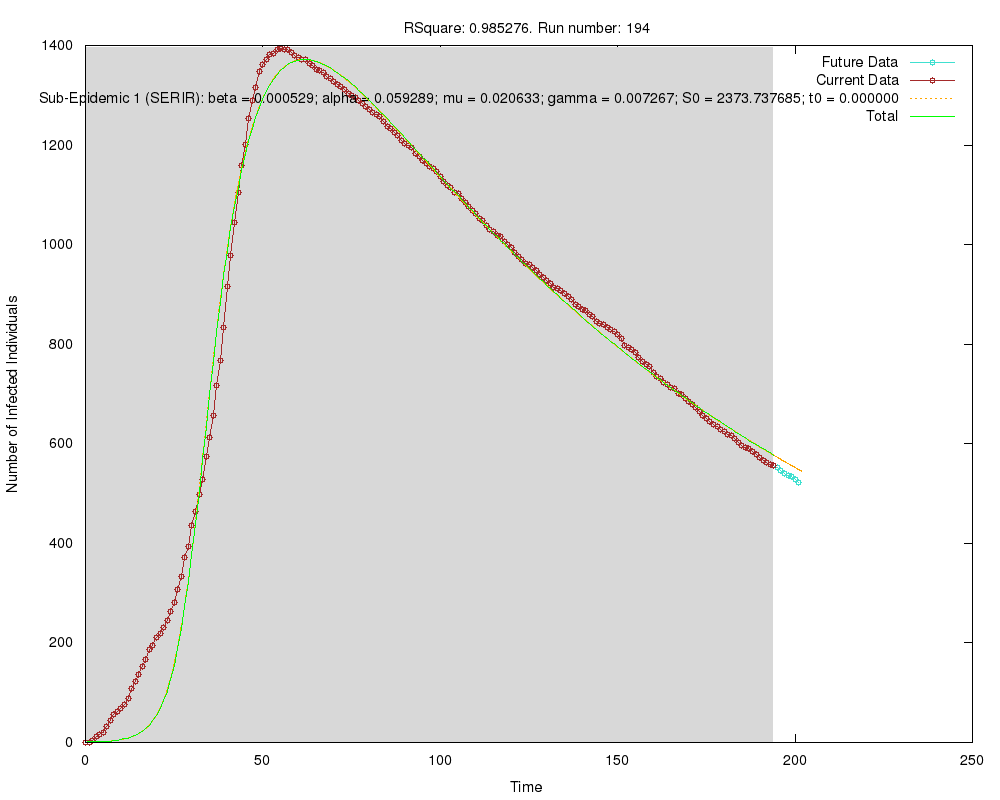 RSquare: 0.985276. Run number: 194
1400
1200
1000
800
600
400
200
0
Number of Infected Individuals
Future Data
Current Data
Sub-Epidemic 1 (SERIR): beta = 0.000529; alpha = 0.059289; mu = 0.020633; gamma = 0.007267; S0 = 2373.737685; t0 = 0.000000
Total
0 50 100 150 200 250
Time